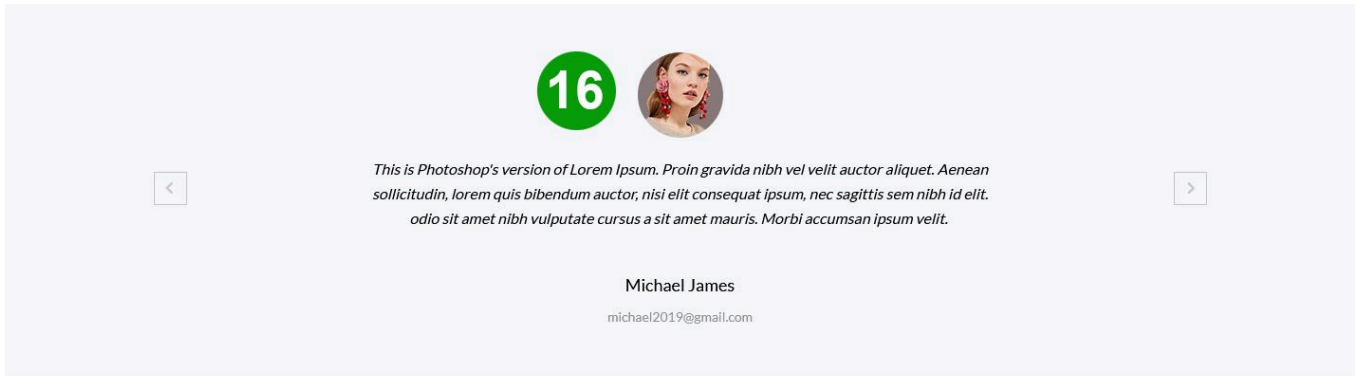 16
This is Photoshop's version of Lorem Ipsum. Proin gravida nibh vel velit auctor aliquet. Aenean
sollicitudin, lorem quis bibendum auctor, nisi elit consequat ipsum, nec sagittis sem nibh id elit.
odio sit amet nibh vulputate cursus a sit amet mauris. Morbi accumsan ipsum velit.
Michael James
michael2019@gmail.com